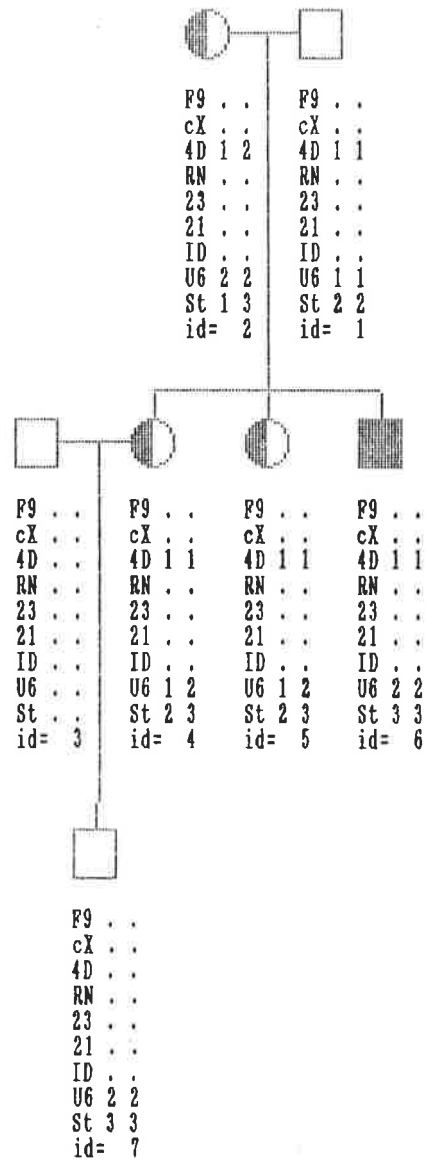 F9 . .
cX . .
4D 1 2
RN . .
23 . .
21 . .
ID . .
U6 2 2
St 1 3
id= 2
F9 . .
cX . .
4D 1 1
RN . .
23 . .
21 . .
ID . .
U6 1 1
St 2 2
id= 1
F9 . .
cX . .
4D . .
RN . .
23 . .
21 . .
ID . .
U6 . .
St . .
id= 3
F9 . .
cX . .
4D 1 1
RN . .
23 . .
21 . .
ID . .
U6 1 2
St 2 3
id= 4
F9 . .
cX . .
4D 1 1
RN . .
23 . .
21 . .
ID . .
U6 1 2
St 2 3
id= 5
F9 . .
cX . .
4D 1 1
RN . .
23 . .
21 . .
ID . .
U6 2 2
St 3 3
id= 6
F9 . .
cX . .
4D . .
RN . .
23 . .
21 . .
ID . .
U6 2 2
St 3 3
id= 7